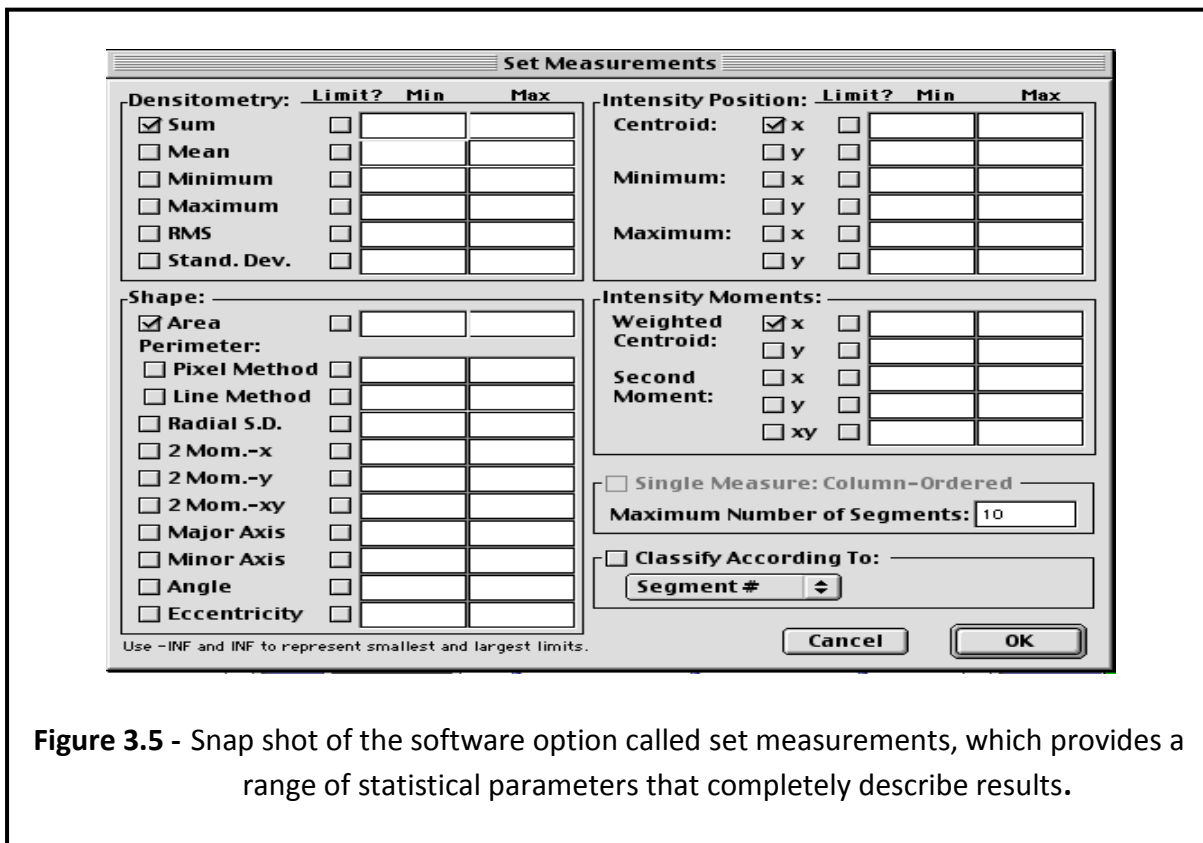 Set Measurements
Densitometry: Limit? Min Max
Sum
Mean
Minimum
Maximum
RMS
Stand. Dev.
Shape:
Area
Perimeter:
Pixel Method
Line Method
Radial S.D.
2 Mom.-x
2 Mom.-y
2 Mom.-xy
Major Axis
Minor Axis
Angle
Eccentricity
Use -INF and INF to represent smallest and largest limits.
Intensity Position: Limit? Min Max
Centroid: x
y
Minimum: x
y
Maximum: x
y
Intensity Moments:
Weighted x
Centroid:
y
Second x
Moment:
y
xy
Single Measure: Column-Ordered
Maximum Number of Segments: 10
Classify According To:
Segment #
Cancel OK
Figure 3.5 - Snap shot of the software option called set measurements, which provides a
range of statistical parameters that completely describe results.